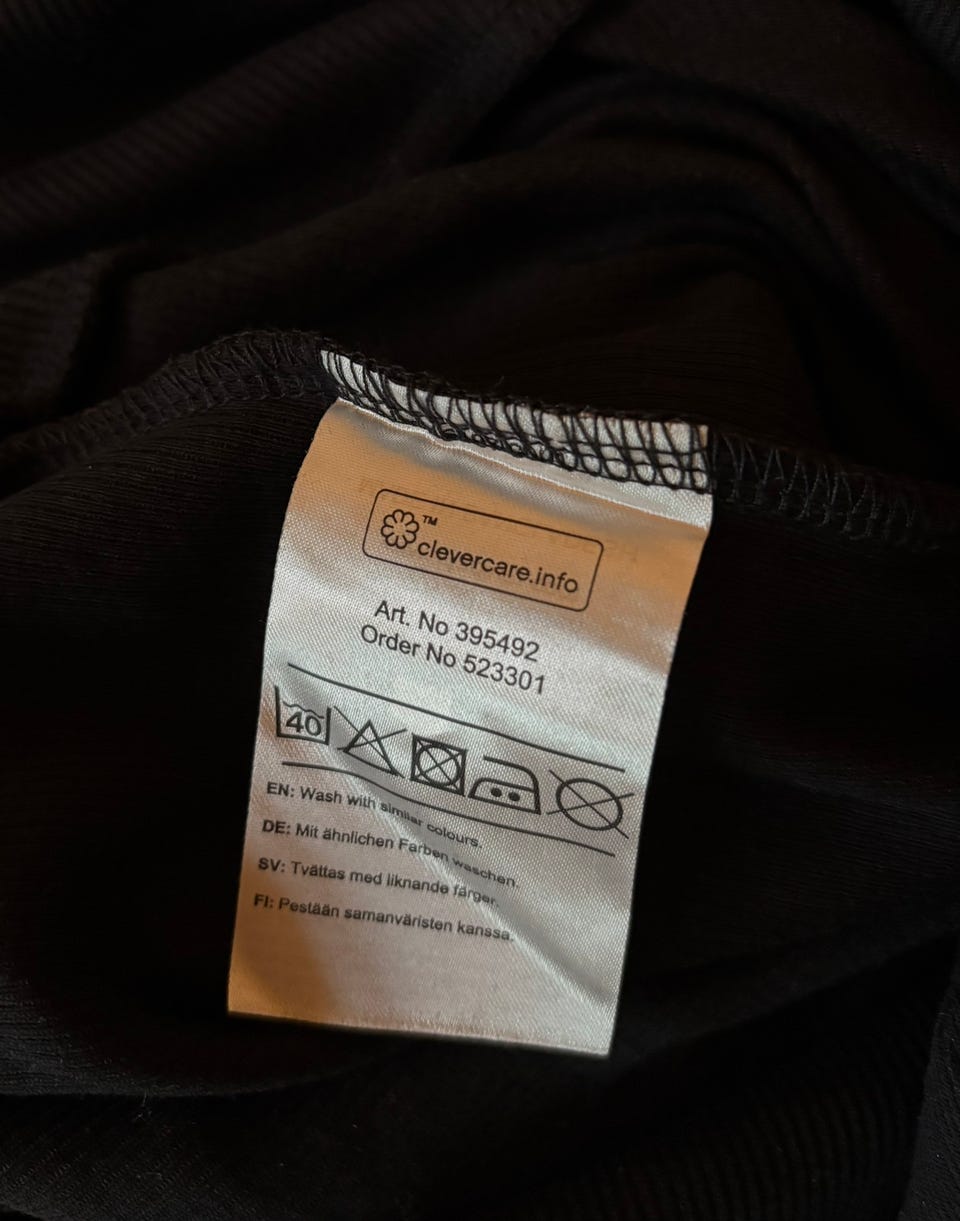 ™
clevercare.info
Art. No 395492
Order No 523301
40
EN: Wash with similar colours.
DE: Mit ähnlichen Farben waschen.
SV: Tvättas med liknande färger.
FI: Pestään samanväristen kanssa.